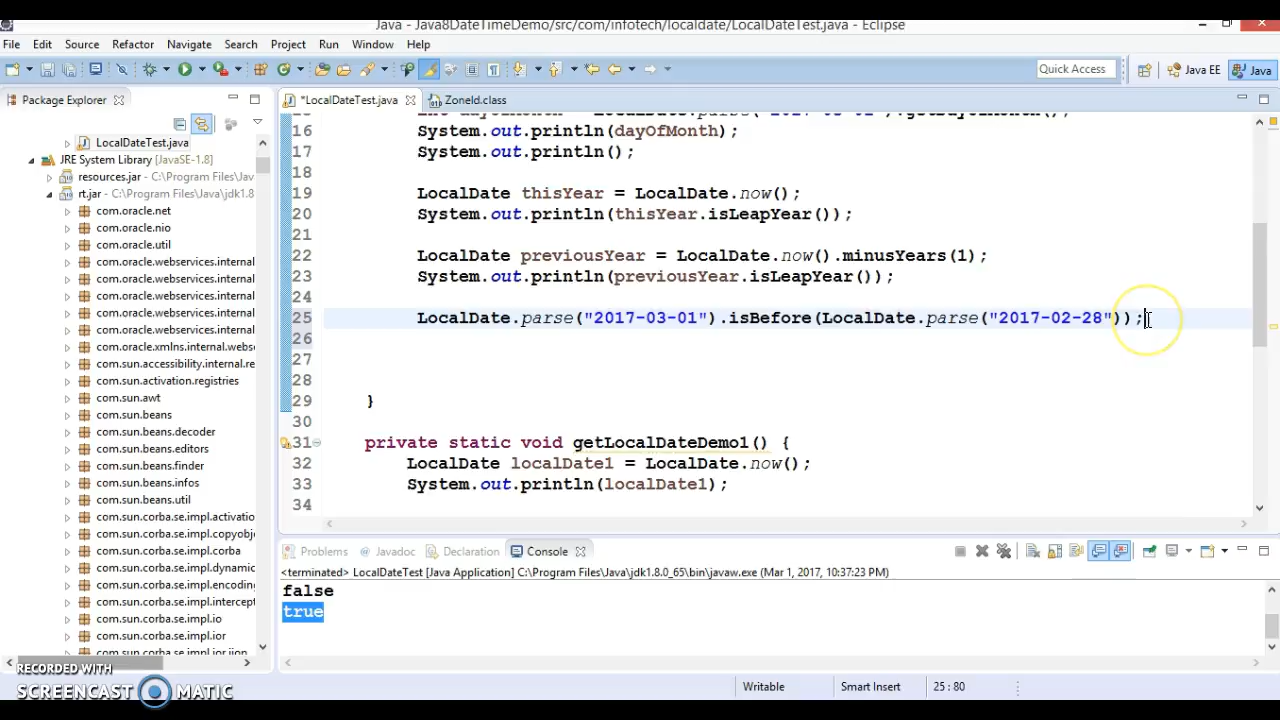 Java - Java8DateTimeDemo/src/com/infotech/localdate/LocalDateTest.java - Eclipse
File Edit Source Refactor Navigate Search Project Run Window Help
Quick Access Java EE Java
Package Explorer
*LocalDateTest.java ZoneId.class
LocalDateTest.java
JRE System Library [JavaSE-1.8]
resources.jar - C:\Program Files\Jav
rt.jar - C:\Program Files\Java\jdk1.8
com.oracle.net
com.oracle.nio
com.oracle.util
com.oracle.webservices.internal
com.oracle.webservices.internal
com.oracle.webservices.internal
com.oracle.webservices.internal
com.oracle.xmlns.internal.webse
com.sun.accessibility.internal.re
com.sun.activation.registries
com.sun.awt
com.sun.beans
com.sun.beans.decoder
com.sun.beans.editors
com.sun.beans.finder
com.sun.beans.infos
com.sun.beans.util
com.sun.corba.se.impl.activatio
com.sun.corba.se.impl.copyobj
com.sun.corba.se.impl.corba
com.sun.corba.se.impl.dynamic
com.sun.corba.se.impl.encoding
com.sun.corba.se.impl.intercept
com.sun.corba.se.impl.io
com.sun.corba.se.impl.ior
16 System.out.println(dayOfMonth);
17 System.out.println();
18
19 LocalDate thisYear = LocalDate.now();
20 System.out.println(thisYear.isLeapYear());
21
22 LocalDate previousYear = LocalDate.now().minusYears(1);
23 System.out.println(previousYear.isLeapYear());
24
25 LocalDate.parse("2017-03-01").isBefore(LocalDate.parse("2017-02-28"));
26
27
28
29 }
30
31 private static void getLocalDateDemo1() {
32 LocalDate localDate1 = LocalDate.now();
33 System.out.println(localDate1);
34
Problems Javadoc Declaration Console
<terminated> LocalDateTest [Java Application] C:\Program Files\Java\jdk1.8.0_65\bin\javaw.exe (Mar 1, 2017, 10:37:23 PM)
false
true
RECORDED WITH
SCREENCAST MATIC
Writable Smart Insert 25 : 80